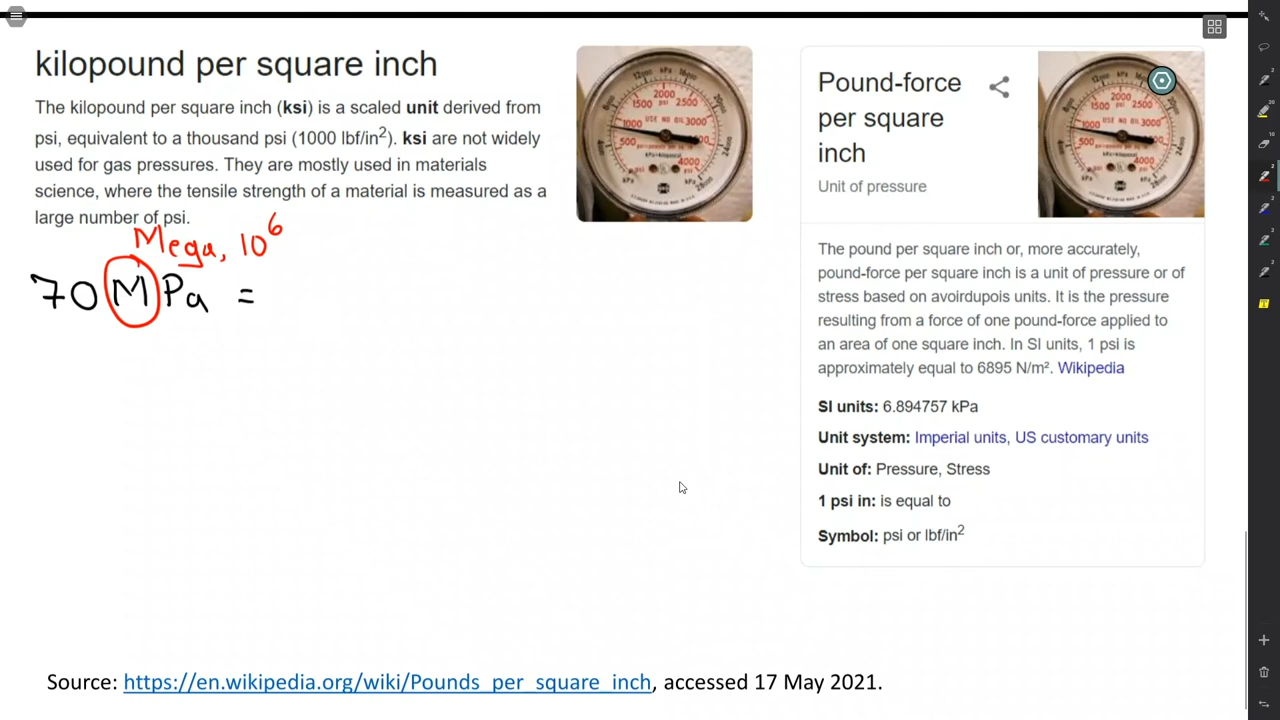 kilopound per square inch
The kilopound per square inch (ksi) is a scaled unit derived from
psi, equivalent to a thousand psi (1000 lbf/in²). ksi are not widely
used for gas pressures. They are mostly used in materials
science, where the tensile strength of a material is measured as a
large number of psi.
Mega, 10⁶
70 MPa =
Pound-force
per square
inch
Unit of pressure
The pound per square inch or, more accurately,
pound-force per square inch is a unit of pressure or of
stress based on avoirdupois units. It is the pressure
resulting from a force of one pound-force applied to
an area of one square inch. In SI units, 1 psi is
approximately equal to 6895 N/m². Wikipedia
SI units: 6.894757 kPa
Unit system: Imperial units, US customary units
Unit of: Pressure, Stress
1 psi in: is equal to
Symbol: psi or lbf/in²
Source: https://en.wikipedia.org/wiki/Pounds_per_square_inch, accessed 17 May 2021.